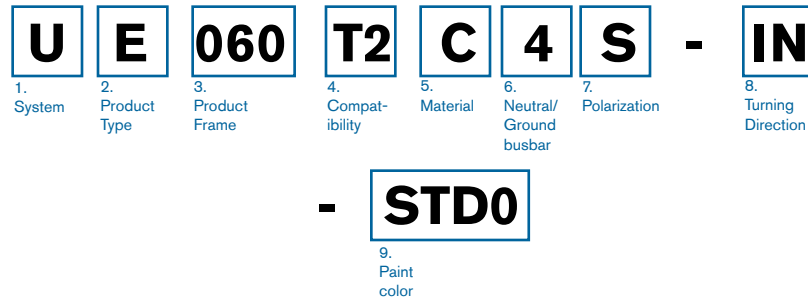 U E 060 T2 C 4 S - IN
1. 2. 3. 4. 5. 6. 7. 8.
System Product Product Compat- Material Neutral/ Polarization Turning
Type Frame ibility Ground Direction
busbar
- STD0
9.
Paint
color